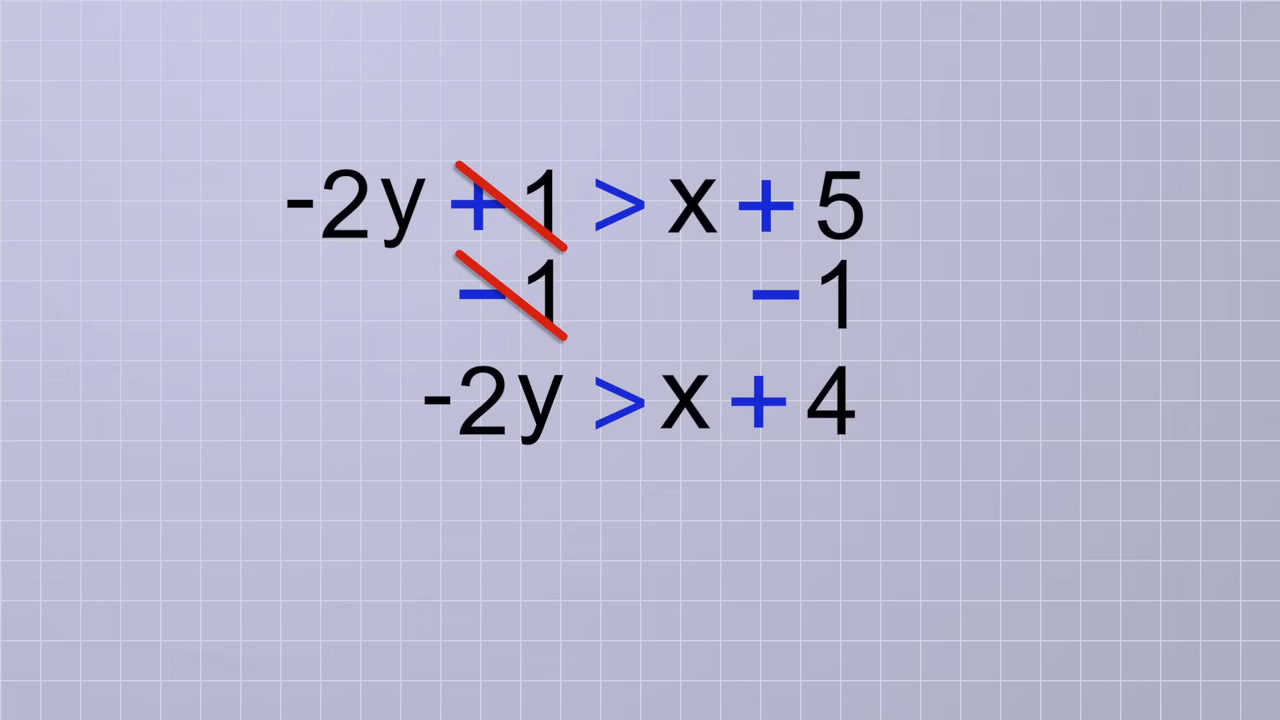 -2y + 1 > x + 5
− 1 − 1
-2y > x + 4